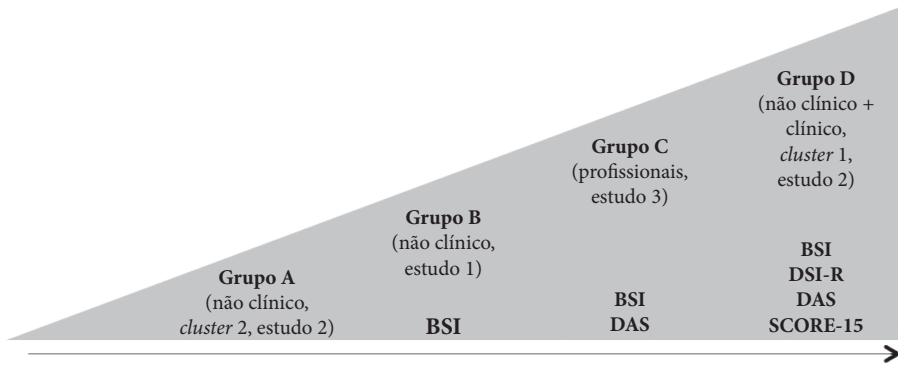 Grupo A
(não clínico,
cluster 2, estudo 2)
Grupo B
(não clínico,
estudo 1)
BSI
Grupo C
(profissionais,
estudo 3)
BSI
DAS
Grupo D
(não clínico +
clínico,
cluster 1,
estudo 2)
BSI
DSI-R
DAS
SCORE-15